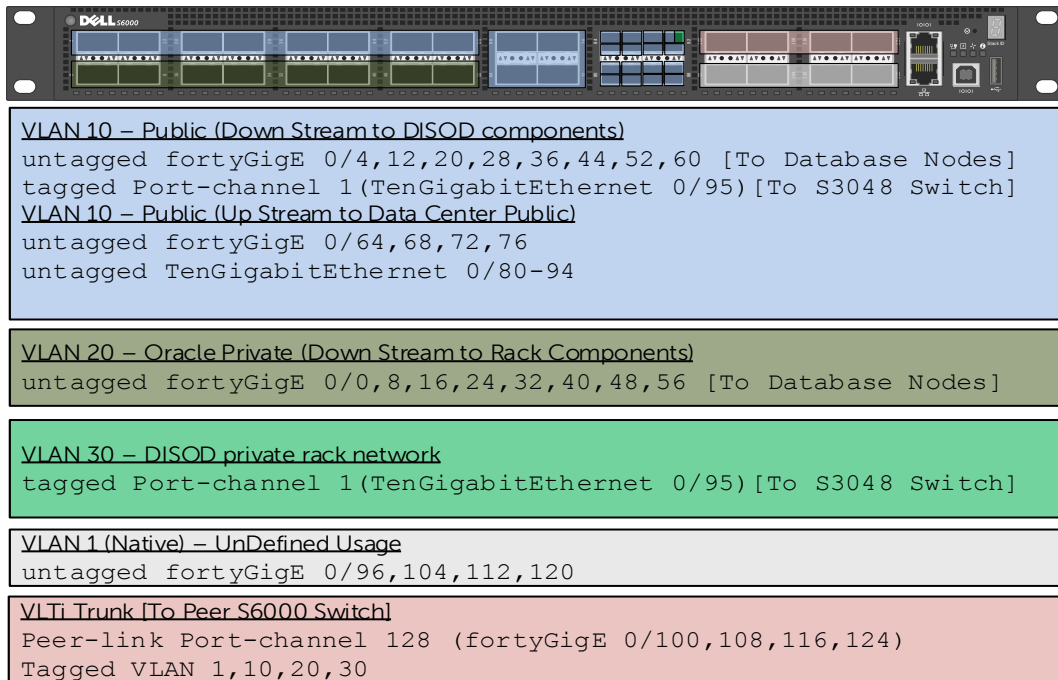 DELL S6000
Stack ID
VLAN 10 – Public (Down Stream to DISOD components)
untagged fortyGigE 0/4,12,20,28,36,44,52,60 [To Database Nodes]
tagged Port-channel 1(TenGigabitEthernet 0/95)[To S3048 Switch]
VLAN 10 – Public (Up Stream to Data Center Public)
untagged fortyGigE 0/64,68,72,76
untagged TenGigabitEthernet 0/80-94
VLAN 20 – Oracle Private (Down Stream to Rack Components)
untagged fortyGigE 0/0,8,16,24,32,40,48,56 [To Database Nodes]
VLAN 30 – DISOD private rack network
tagged Port-channel 1(TenGigabitEthernet 0/95)[To S3048 Switch]
VLAN 1 (Native) – UnDefined Usage
untagged fortyGigE 0/96,104,112,120
VLTi Trunk [To Peer S6000 Switch]
Peer-link Port-channel 128 (fortyGigE 0/100,108,116,124)
Tagged VLAN 1,10,20,30